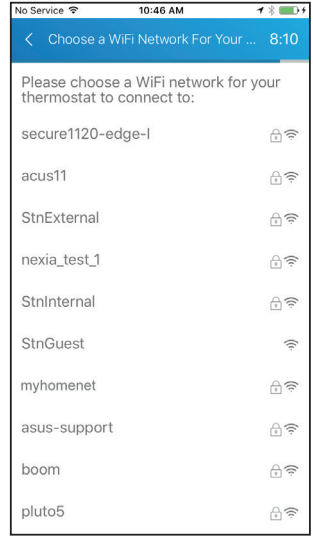 No Service 10:46 AM
Choose a WiFi Network For Your ... 8:10
Please choose a WiFi network for your
thermostat to connect to:
secure1120-edge-l
acus11
StnExternal
nexia_test_1
StnInternal
StnGuest
myhomenet
asus-support
boom
pluto5